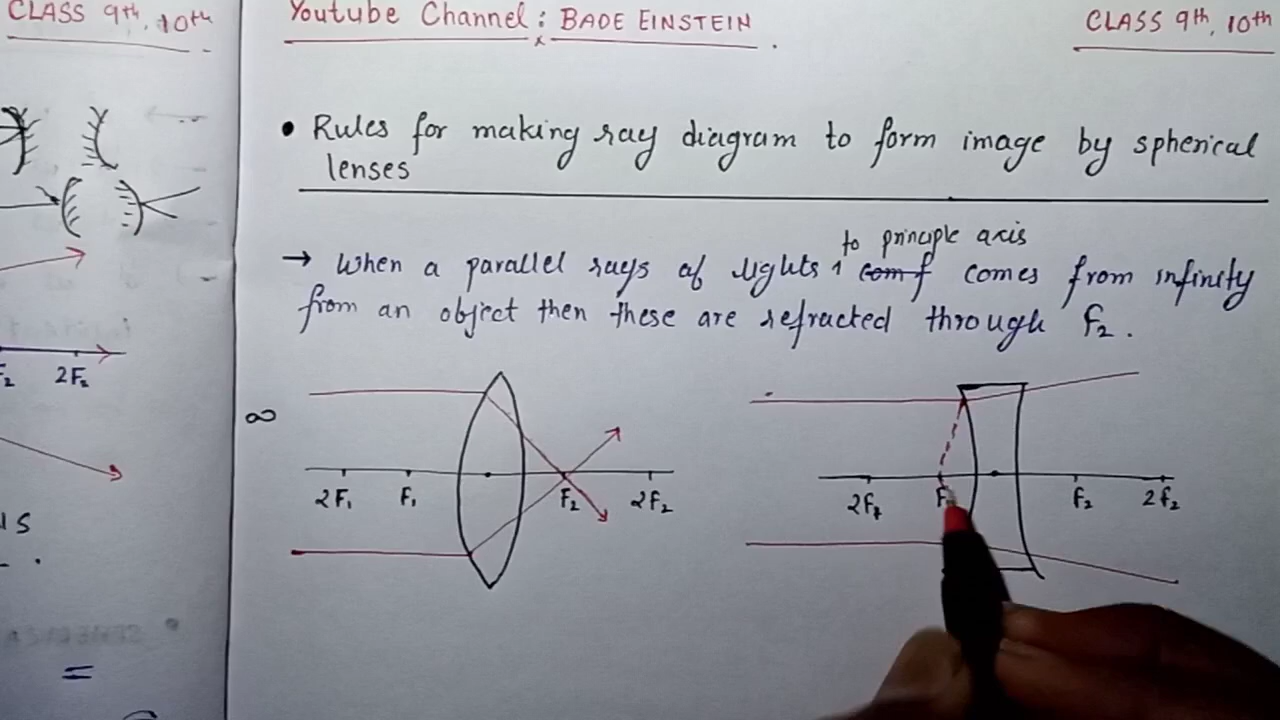 CLASS 9th, 10th
Youtube Channel : BADE EINSTEIN
CLASS 9th, 10th
• Rules for making ray diagram to form image by spherical
lenses
to principle axis
→ When a parallel rays of lights comes from infinity
from an object then these are refracted through F₂.
∞
2F₁ F₁ F₂ 2F₂
F₂ 2f₂
2F₂
=